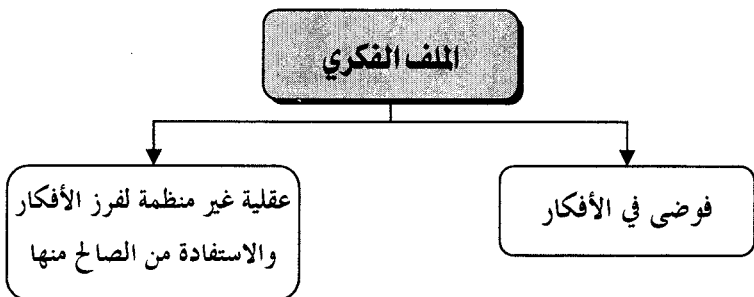 الملف الفكري
فوضى في الأفكار
عقلية غير منظمة لفرز الأفكار
والاستفادة من الصالح منها